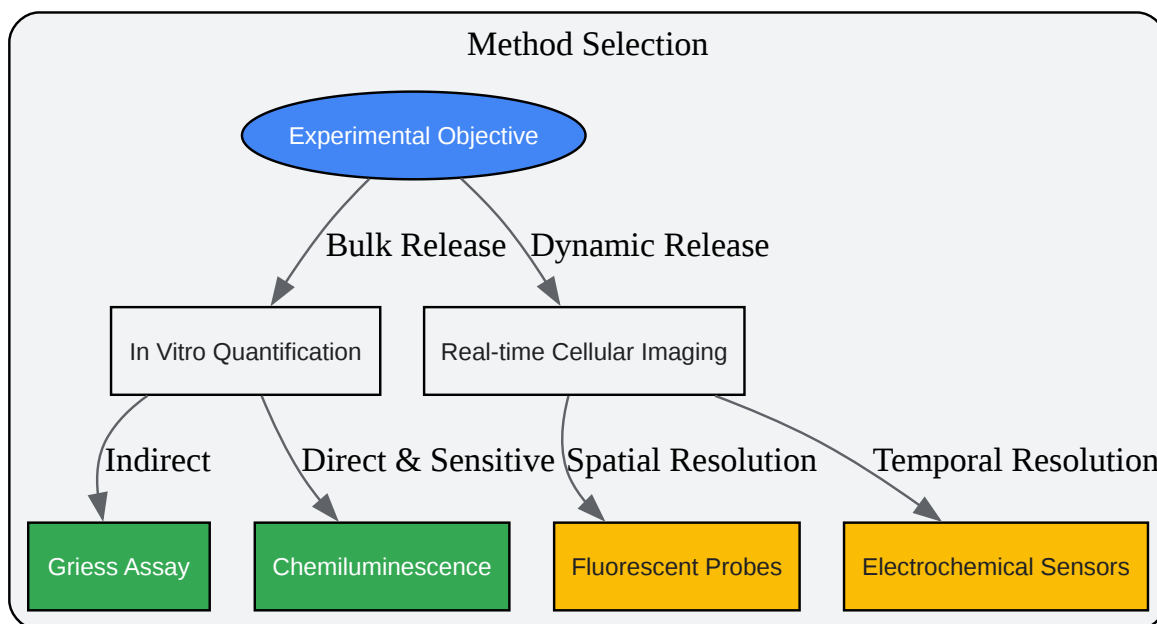 Method Selection
Experimental Objective
Bulk Release
Dynamic Release
In Vitro Quantification
Real-time Cellular Imaging
Indirect
Direct & Sensitive
Spatial Resolution
Temporal Resolution
Griess Assay
Chemiluminescence
Fluorescent Probes
Electrochemical Sensors